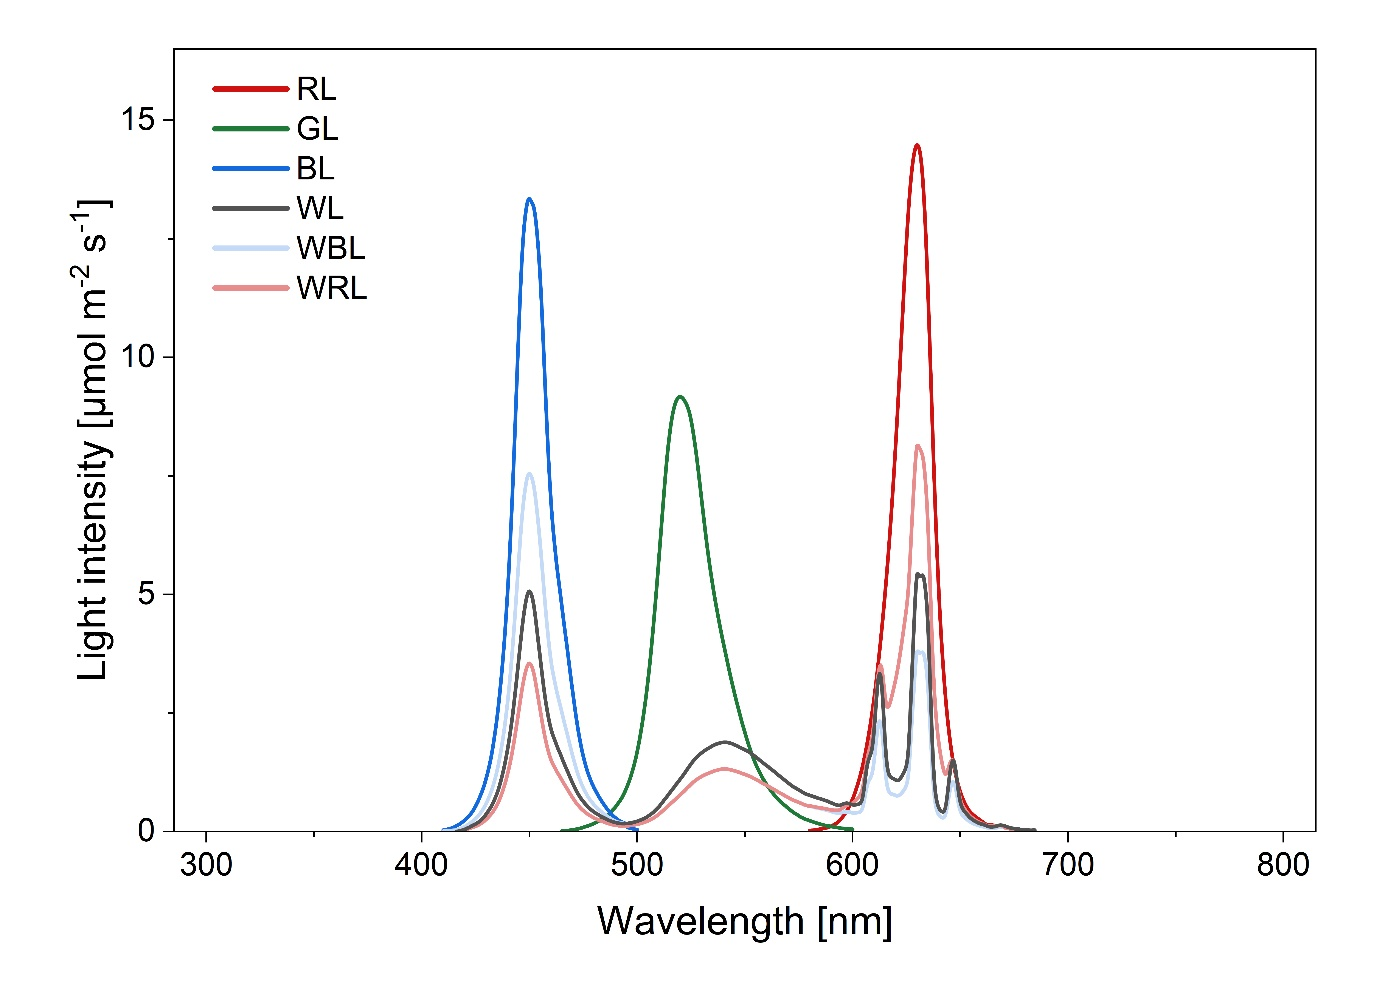 RL
GL
BL
WL
WBL
WRL
15
10
5
0
300 400 500 600 700 800
Wavelength [nm]
Light intensity [μmol m⁻² s⁻¹]